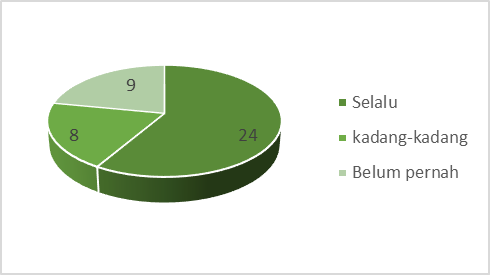 9
8
24
Selalu
kadang-kadang
Belum pernah